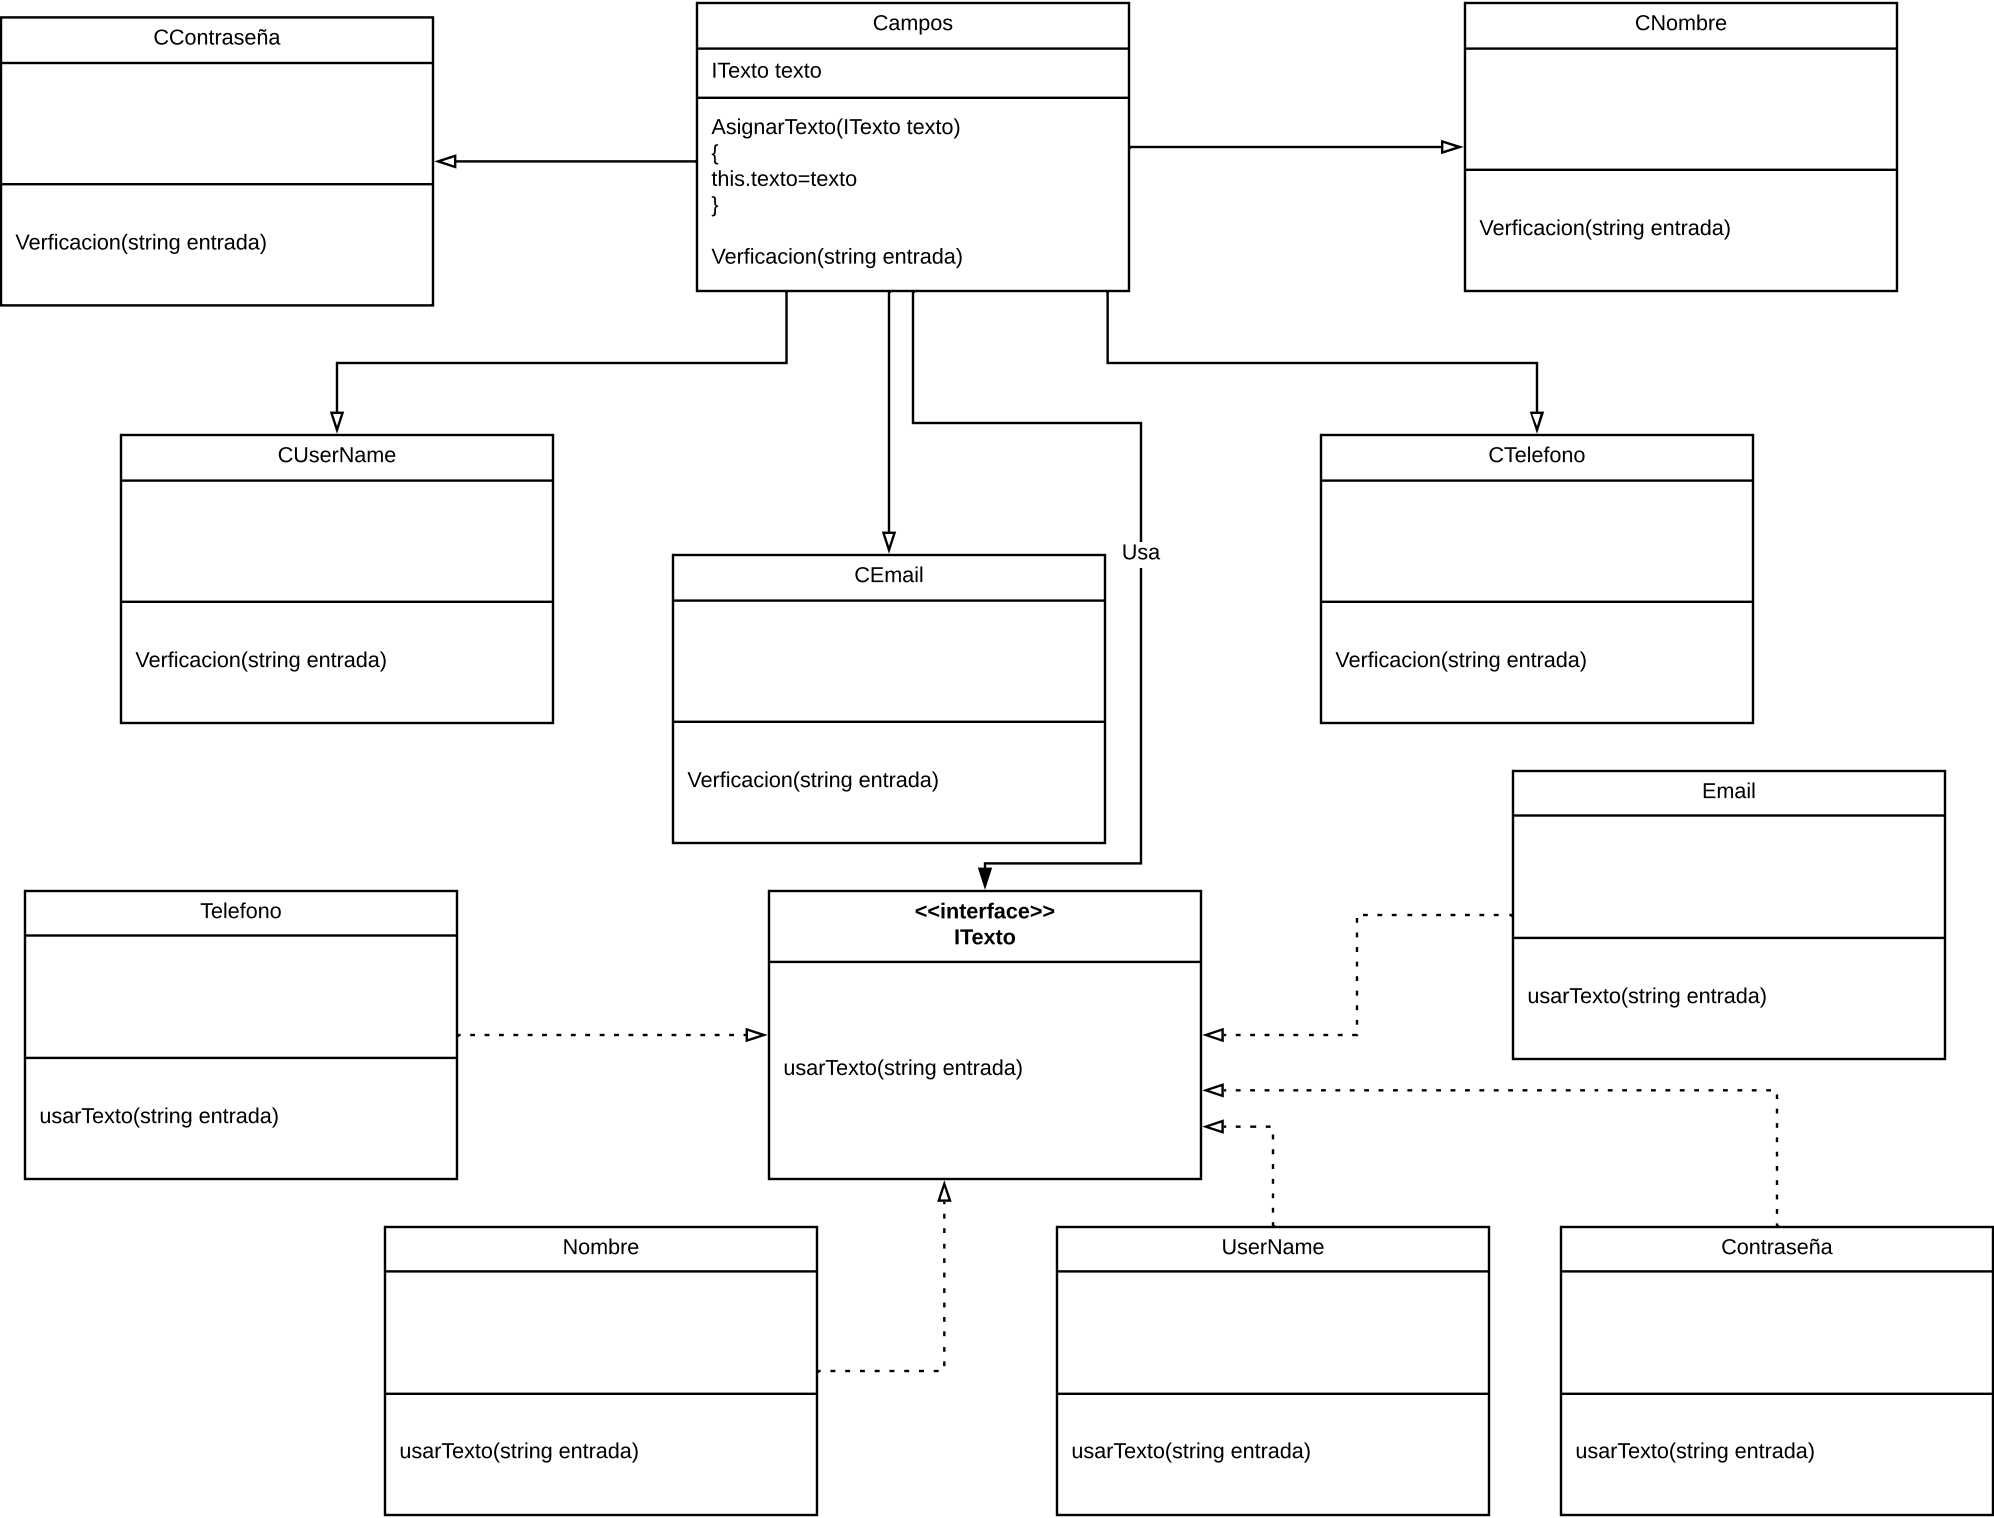 CContraseña
Verficacion(string entrada)
Campos
ITexto texto
AsignarTexto(ITexto texto)
{
this.texto=texto
}
Verficacion(string entrada)
CNombre
Verficacion(string entrada)
CUserName
Verficacion(string entrada)
CEmail
Verficacion(string entrada)
Usa
CTelefono
Verficacion(string entrada)
Email
usarTexto(string entrada)
Telefono
usarTexto(string entrada)
<<interface>>
ITexto
usarTexto(string entrada)
Nombre
usarTexto(string entrada)
UserName
usarTexto(string entrada)
Contraseña
usarTexto(string entrada)